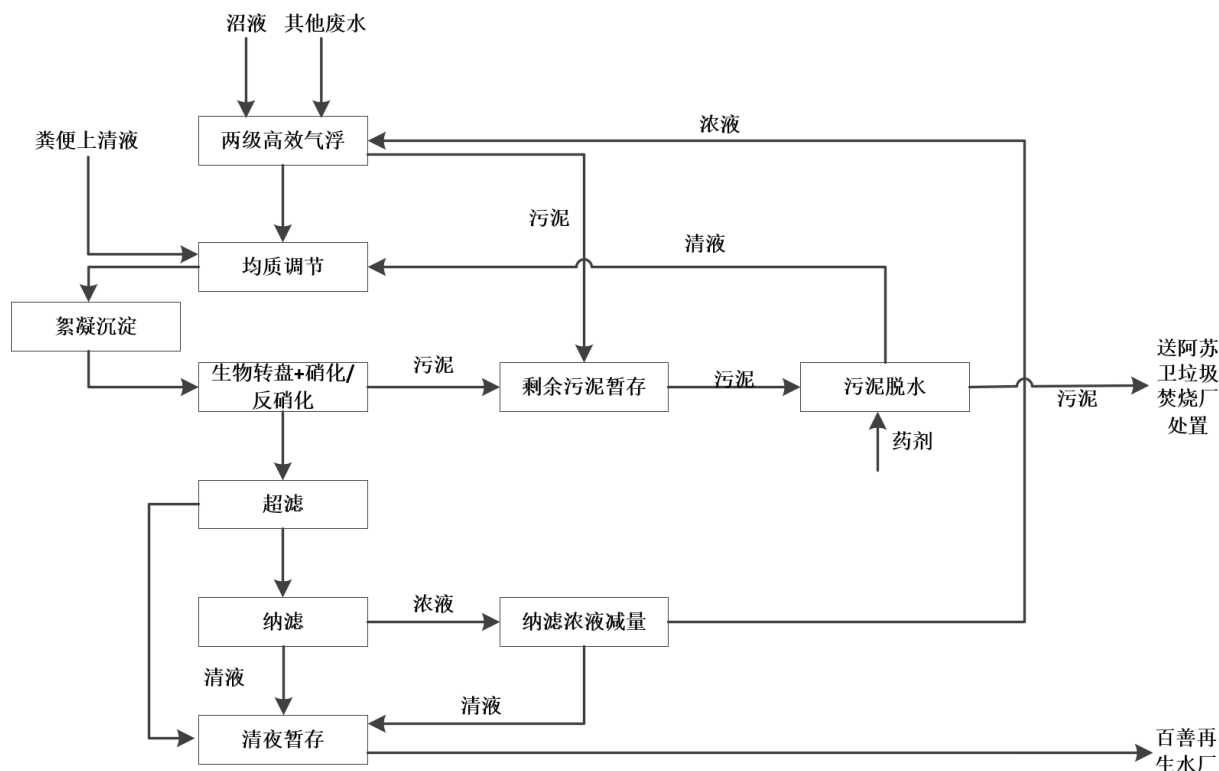 沼液
其他废水
粪便上清液
两级高效气浮
浓液
污泥
清液
均质调节
絮凝沉淀
生物转盘+硝化/
反硝化
污泥
剩余污泥暂存
污泥
污泥脱水
药剂
污泥
送阿苏
卫垃圾
焚烧厂
处置
超滤
纳滤
浓液
纳滤浓液减量
清液
清液
清夜暂存
百善再
生水厂